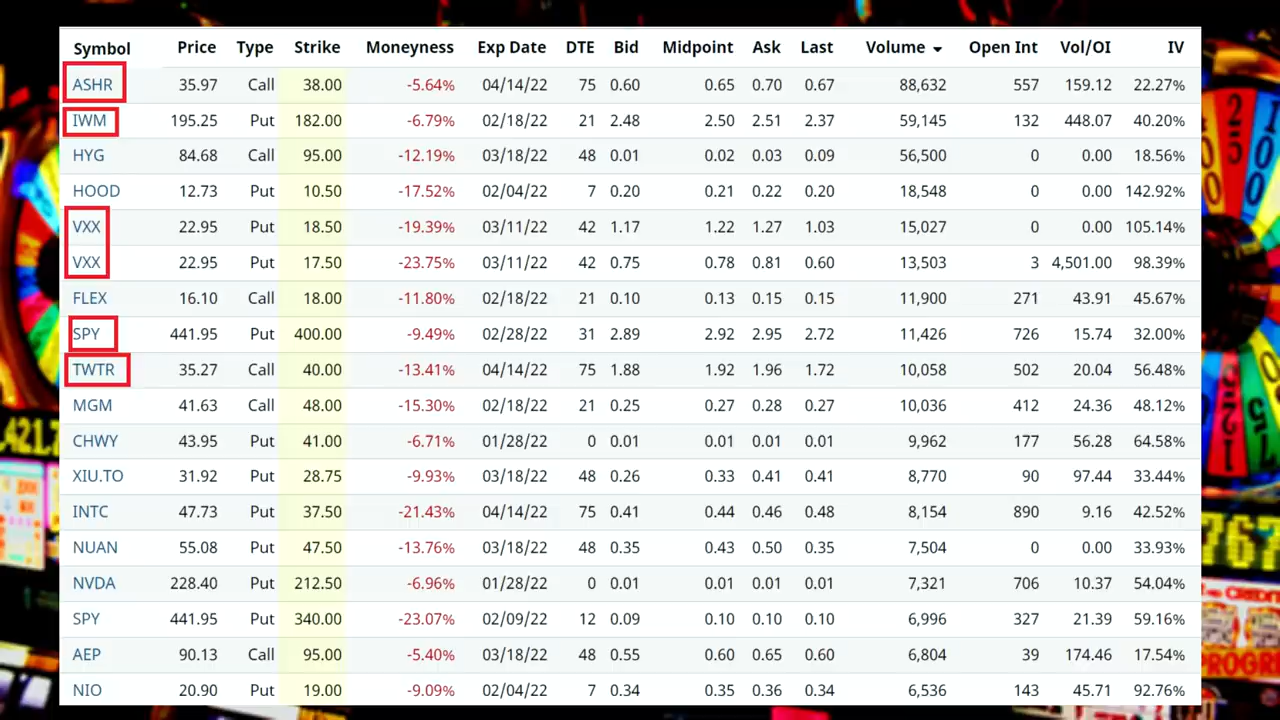 Symbol Price Type Strike Moneyness Exp Date DTE Bid Midpoint Ask Last Volume Open Int Vol/OI IV
ASHR 35.97 Call 38.00 -5.64% 04/14/22 75 0.60 0.65 0.70 0.67 88,632 557 159.12 22.27%
IWM 195.25 Put 182.00 -6.79% 02/18/22 21 2.48 2.50 2.51 2.37 59,145 132 448.07 40.20%
HYG 84.68 Call 95.00 -12.19% 03/18/22 48 0.01 0.02 0.03 0.09 56,500 0 0.00 18.56%
HOOD 12.73 Put 10.50 -17.52% 02/04/22 7 0.20 0.21 0.22 0.20 18,548 0 0.00 142.92%
VXX 22.95 Put 18.50 -19.39% 03/11/22 42 1.17 1.22 1.27 1.03 15,027 0 0.00 105.14%
VXX 22.95 Put 17.50 -23.75% 03/11/22 42 0.75 0.78 0.81 0.60 13,503 3 4,501.00 98.39%
FLEX 16.10 Call 18.00 -11.80% 02/18/22 21 0.10 0.13 0.15 0.15 11,900 271 43.91 45.67%
SPY 441.95 Put 400.00 -9.49% 02/28/22 31 2.89 2.92 2.95 2.72 11,426 726 15.74 32.00%
TWTR 35.27 Call 40.00 -13.41% 04/14/22 75 1.88 1.92 1.96 1.72 10,058 502 20.04 56.48%
MGM 41.63 Call 48.00 -15.30% 02/18/22 21 0.25 0.27 0.28 0.27 10,036 412 24.36 48.12%
CHWY 43.95 Put 41.00 -6.71% 01/28/22 0 0.01 0.01 0.01 0.01 9,962 177 56.28 64.58%
XIU.TO 31.92 Put 28.75 -9.93% 03/18/22 48 0.26 0.33 0.41 0.41 8,770 90 97.44 33.44%
INTC 47.73 Put 37.50 -21.43% 04/14/22 75 0.41 0.44 0.46 0.48 8,154 890 9.16 42.52%
NUAN 55.08 Put 47.50 -13.76% 03/18/22 48 0.35 0.43 0.50 0.35 7,504 0 0.00 33.93%
NVDA 228.40 Put 212.50 -6.96% 01/28/22 0 0.01 0.01 0.01 0.01 7,321 706 10.37 54.04%
SPY 441.95 Put 340.00 -23.07% 02/09/22 12 0.09 0.10 0.10 0.10 6,996 327 21.39 59.16%
AEP 90.13 Call 95.00 -5.40% 03/18/22 48 0.55 0.60 0.65 0.60 6,804 39 174.46 17.54%
NIO 20.90 Put 19.00 -9.09% 02/04/22 7 0.34 0.35 0.36 0.34 6,536 143 45.71 92.76%